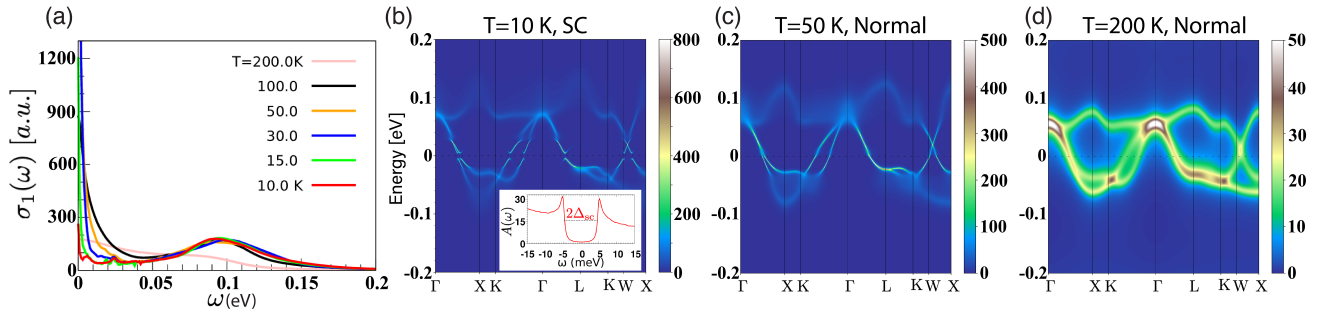 (a)
σ₁(ω) [a.u.]
1200
900
600
300
0
T=200.0K
100.0
50.0
30.0
15.0
10.0 K
0
0.05
0.1
0.15
0.2
ω(eV)
(b)
T=10 K, SC
Energy [eV]
0.2
0.1
0
-0.1
-0.2
Γ X K Γ L K W X
800
600
400
200
0
A(ω)
30
15
0
2Δsc
-15 -10 -5 0 5 10 15
ω (meV)
(c)
T=50 K, Normal
0.2
0.1
0
-0.1
-0.2
Γ X K Γ L K W X
500
400
300
200
100
0
(d)
T=200 K, Normal
0.2
0.1
0
-0.1
-0.2
Γ X K Γ L K W X
50
40
30
20
10
0